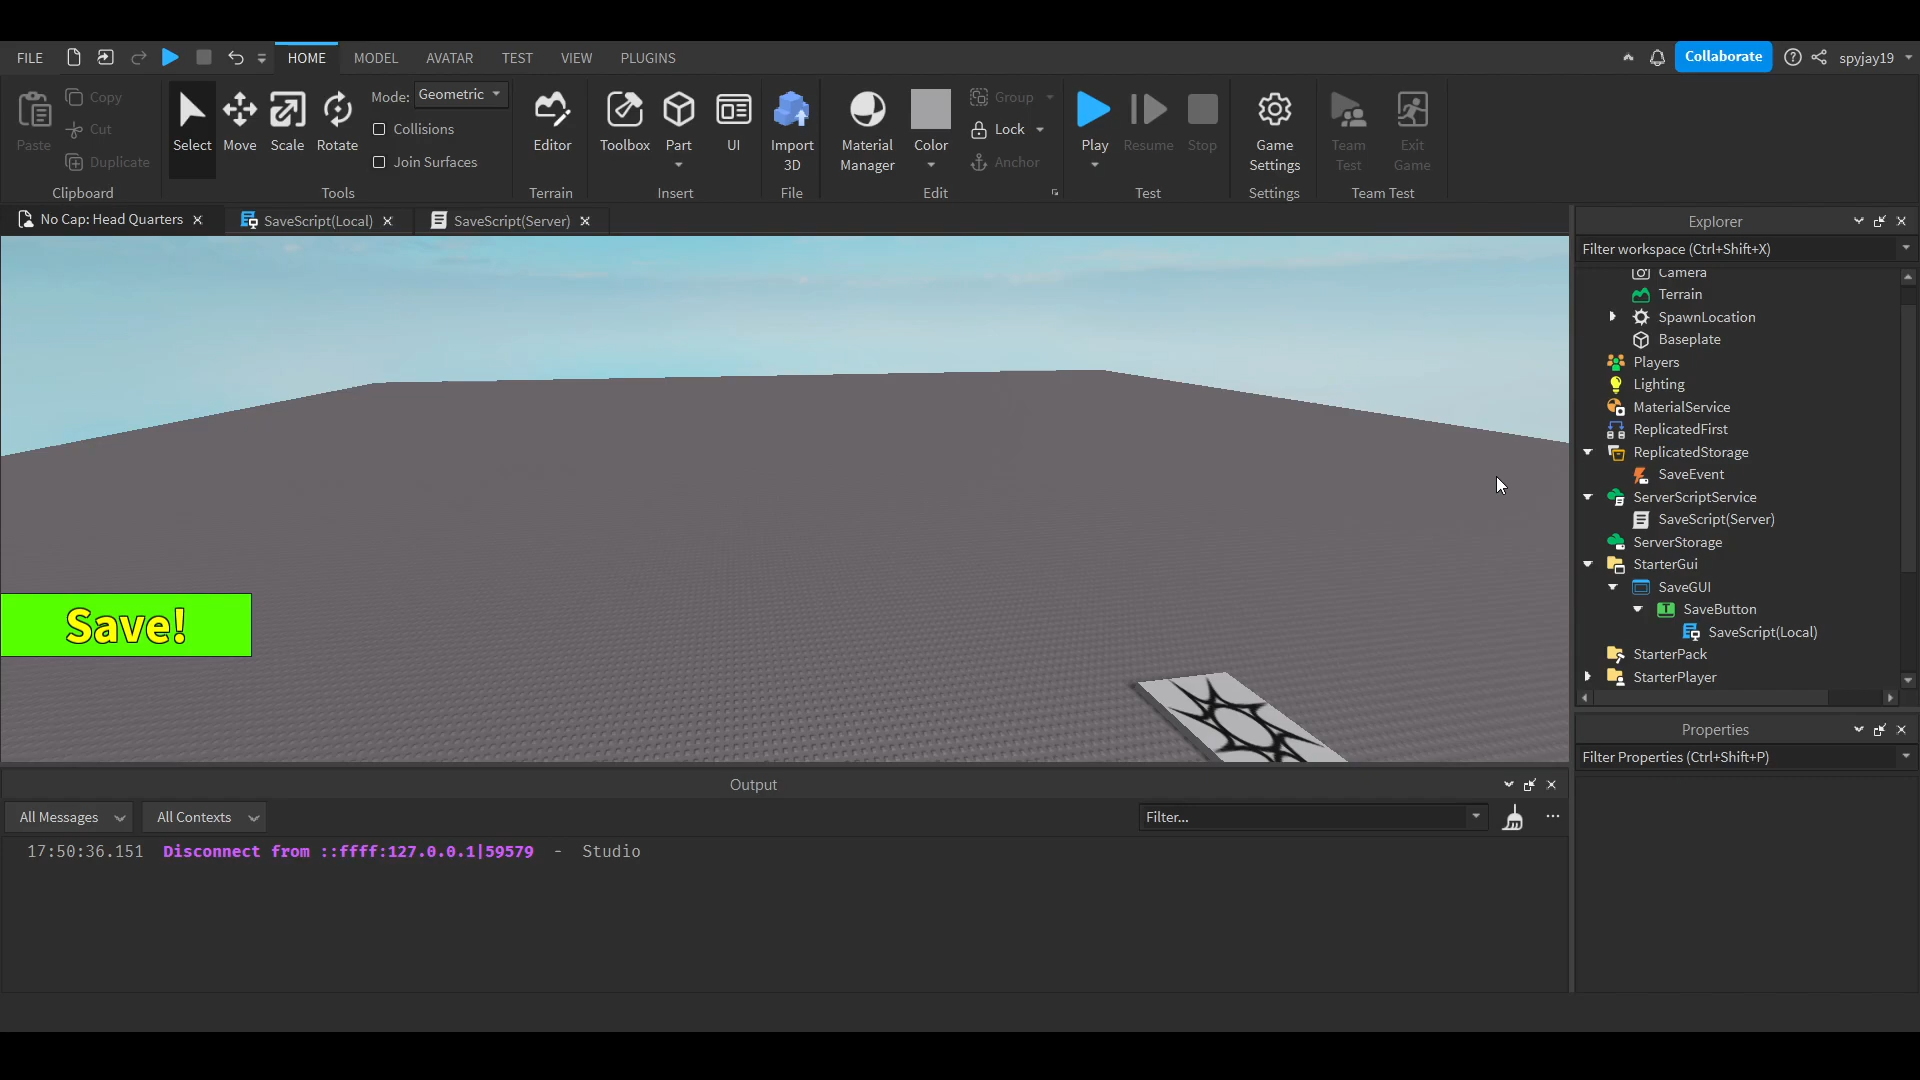 FILE HOME MODEL AVATAR TEST VIEW PLUGINS Collaborate spyjay19
Paste Copy Cut Duplicate
Clipboard
Select Move Scale Rotate
Mode: Geometric
Collisions
Join Surfaces
Tools
Editor
Terrain
Toolbox Part UI
Insert
Import
3D
File
Material
Manager
Color
Group
Lock
Anchor
Edit
Play Resume Stop
Test
Game
Settings
Settings
Team
Test
Exit
Game
Team Test
No Cap: Head Quarters SaveScript(Local) SaveScript(Server)
Save!
Explorer
Filter workspace (Ctrl+Shift+X)
Camera
Terrain
SpawnLocation
Baseplate
Players
Lighting
MaterialService
ReplicatedFirst
ReplicatedStorage
SaveEvent
ServerScriptService
SaveScript(Server)
ServerStorage
StarterGui
SaveGUI
T SaveButton
SaveScript(Local)
StarterPack
StarterPlayer
Properties
Filter Properties (Ctrl+Shift+P)
Output
All Messages All Contexts Filter...
17:50:36.151 Disconnect from ::ffff:127.0.0.1|59579 - Studio